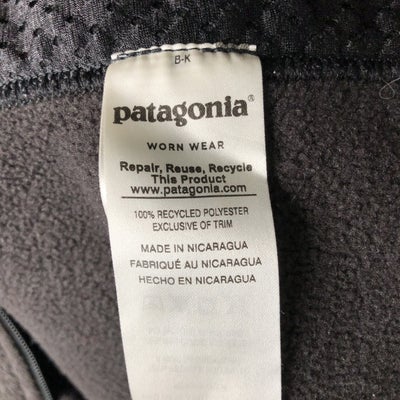 B-K
patagonia®
WORN WEAR
Repair, Reuse, Recycle
This Product
www.patagonia.com
100% RECYCLED POLYESTER
EXCLUSIVE OF TRIM
MADE IN NICARAGUA
FABRIQUÉ AU NICARAGUA
HECHO EN NICARAGUA